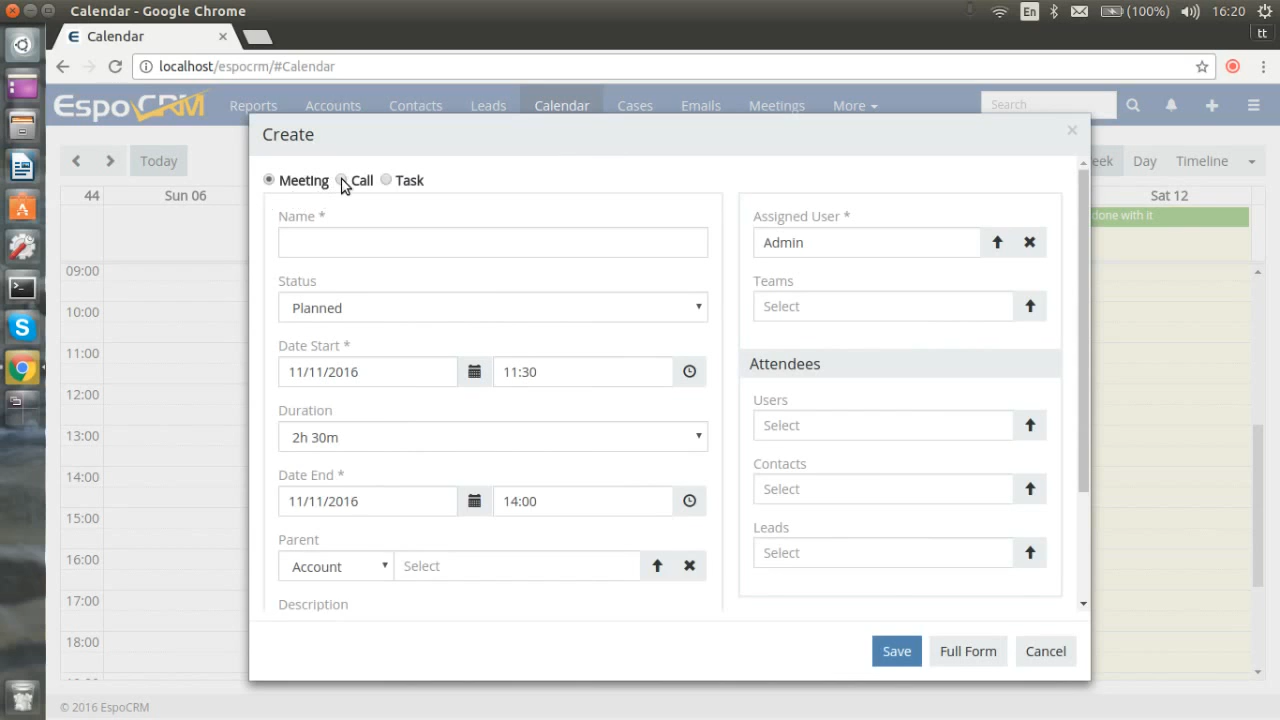 Calendar - Google Chrome
En
(100%)
16:20
Calendar
tt
localhost/espocrm/#Calendar
EspoCRM
Reports
Accounts
Contacts
Leads
Calendar
Cases
Emails
Meetings
More
Search
Create
Today
eek
Day
Timeline
Meeting
Call
Task
44
Sun 06
Sat 12
done with it
Name *
Assigned User *
Admin
Status
Planned
Teams
Select
Date Start *
11/11/2016
11:30
Attendees
Duration
2h 30m
Users
Select
Date End *
11/11/2016
14:00
Contacts
Select
Parent
Account
Select
Leads
Select
Description
09:00
10:00
11:00
12:00
13:00
14:00
15:00
16:00
17:00
18:00
Save
Full Form
Cancel
© 2016 EspoCRM